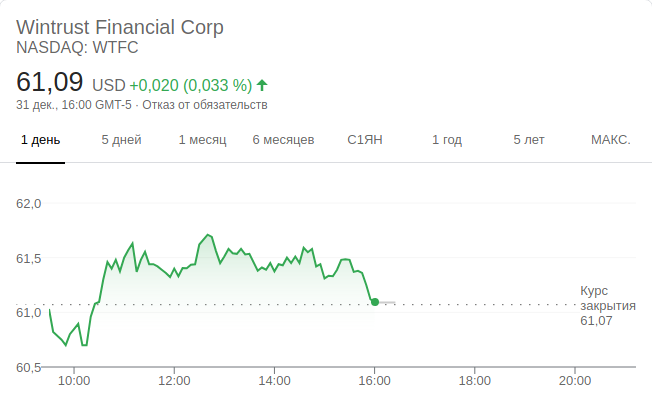 Wintrust Financial Corp
NASDAQ: WTFC
61,09 USD +0,020 (0,033 %)
31 дек., 16:00 GMT-5 · Отказ от обязательств
1 день 5 дней 1 месяц 6 месяцев С1ЯН 1 год 5 лет МАКС.
62,0
61,5
61,0
60,5
Курс
закрытия
61,07
10:00 12:00 14:00 16:00 18:00 20:00